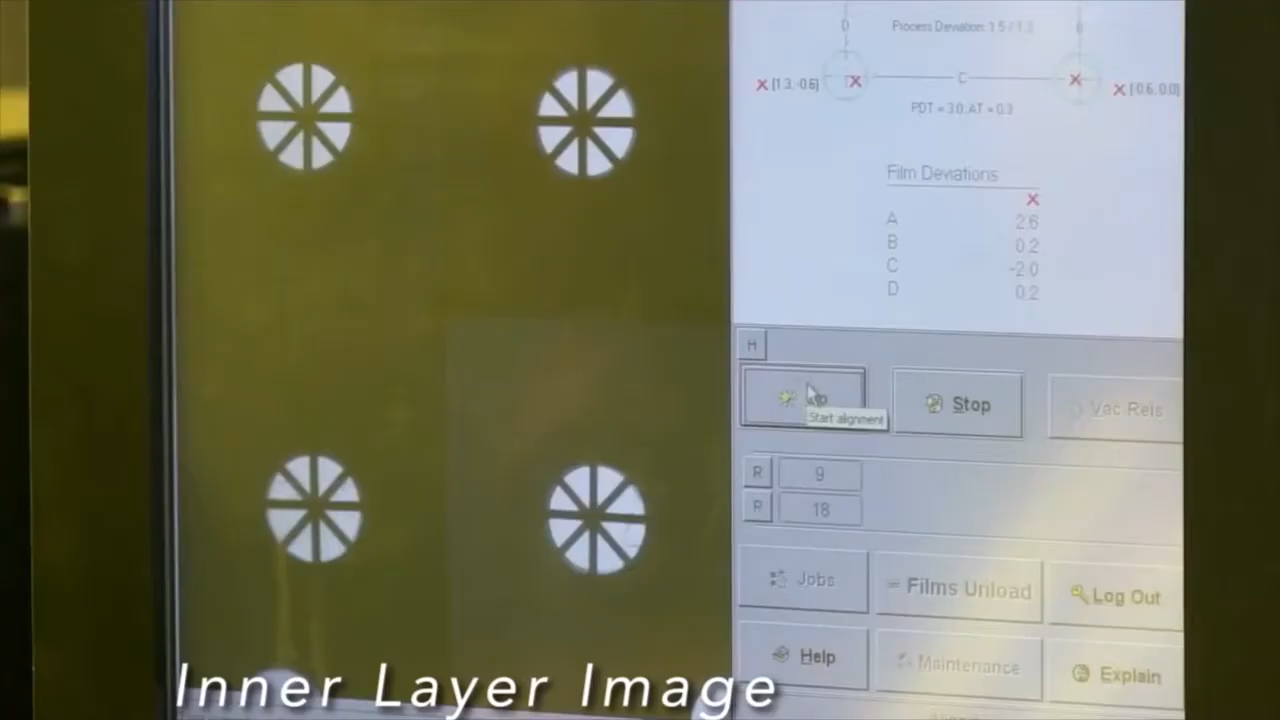 D
B
Process Deviation: 1.5 / 1.3
X [1.3,-0.6]
C
X [0.6, 0.0]
PDT = 3.0: AT = 0.3
Film Deviations
X
A 2.6
B 0.2
C -2.0
D 0.2
H
Start alignment
Stop
Vac Rels
R 9
R 18
Jobs
Films Unload
Log Out
Help
Maintenance
Explain
Inner Layer Image